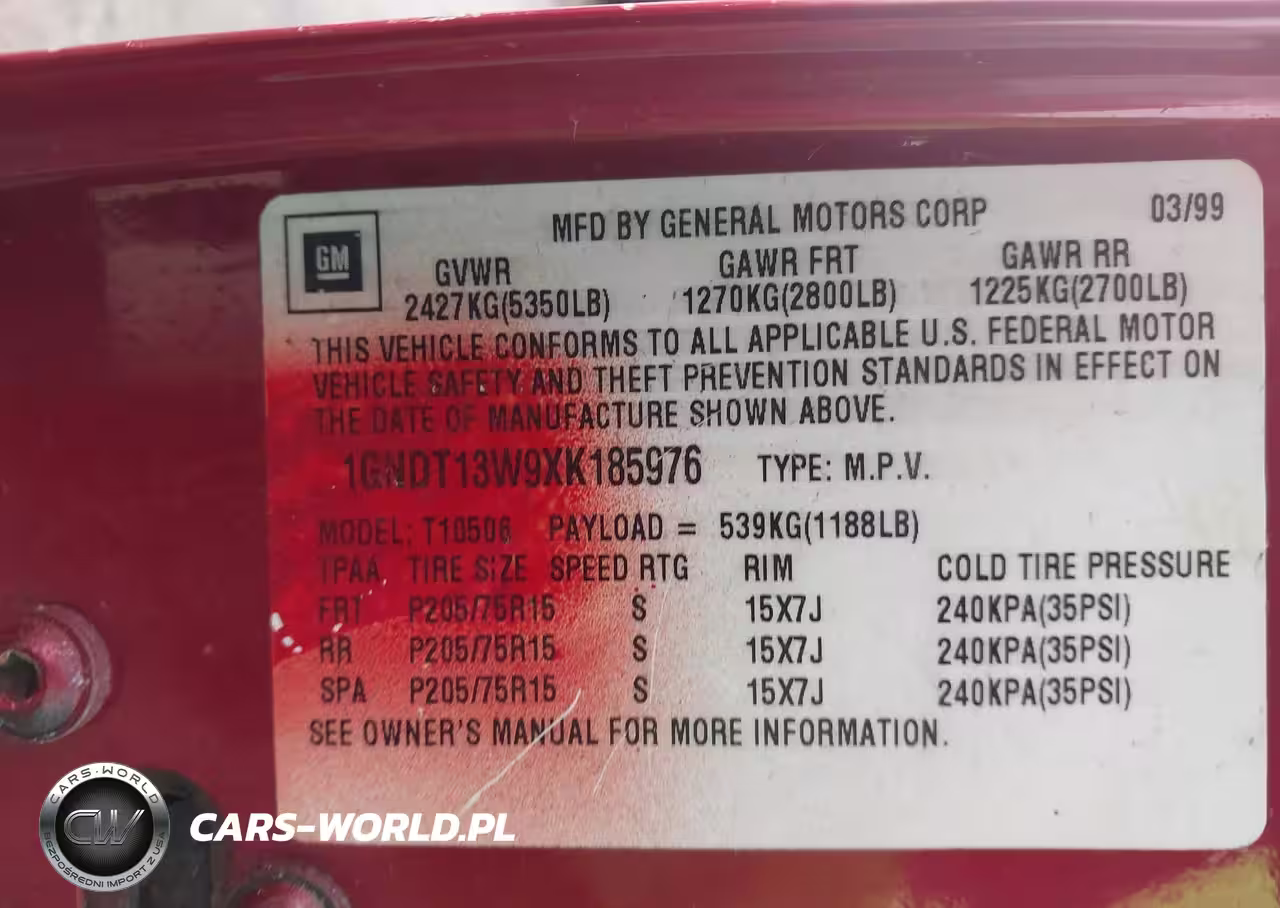 MFD BY GENERAL MOTORS CORP 03/99
GM
GVWR GAWR FRT GAWR RR
2427KG(5350LB) 1270KG(2800LB) 1225KG(2700LB)
THIS VEHICLE CONFORMS TO ALL APPLICABLE U.S. FEDERAL MOTOR
VEHICLE SAFETY AND THEFT PREVENTION STANDARDS IN EFFECT ON
THE DATE OF MANUFACTURE SHOWN ABOVE.
1GNDT13W9XK185976 TYPE: M.P.V.
MODEL: T10506 PAYLOAD = 539KG(1188LB)
TPAA TIRE SIZE SPEED RTG RIM COLD TIRE PRESSURE
FRT P205/75R15 S 15X7J 240KPA(35PSI)
RR P205/75R15 S 15X7J 240KPA(35PSI)
SPA P205/75R15 S 15X7J 240KPA(35PSI)
SEE OWNER'S MANUAL FOR MORE INFORMATION.
CARS-WORLD
CW
BEZPOŚREDNI IMPORT Z USA
CARS-WORLD.PL